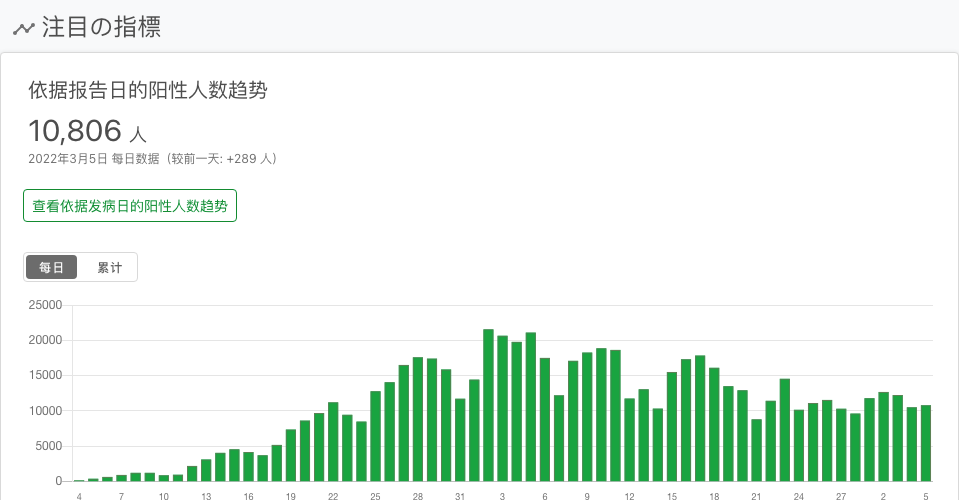 注目の指標
依据报告日的阳性人数趋势
10,806 人
2022年3月5日 每日数据（较前一天: +289 人）
查看依据发病日的阳性人数趋势
每日 累计
25000
20000
15000
10000
5000
0
4 7 10 13 16 19 22 25 28 31 3 6 9 12 15 18 21 24 27 2 5